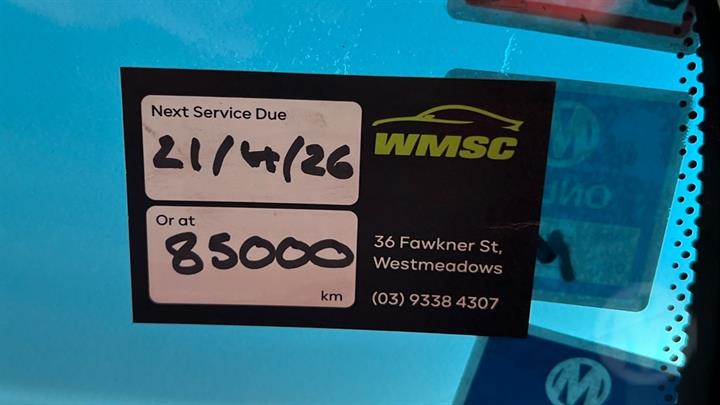 Next Service Due
21/4/26
Or at
85000
km
WMSC
36 Fawkner St,
Westmeadows
(03) 9338 4307